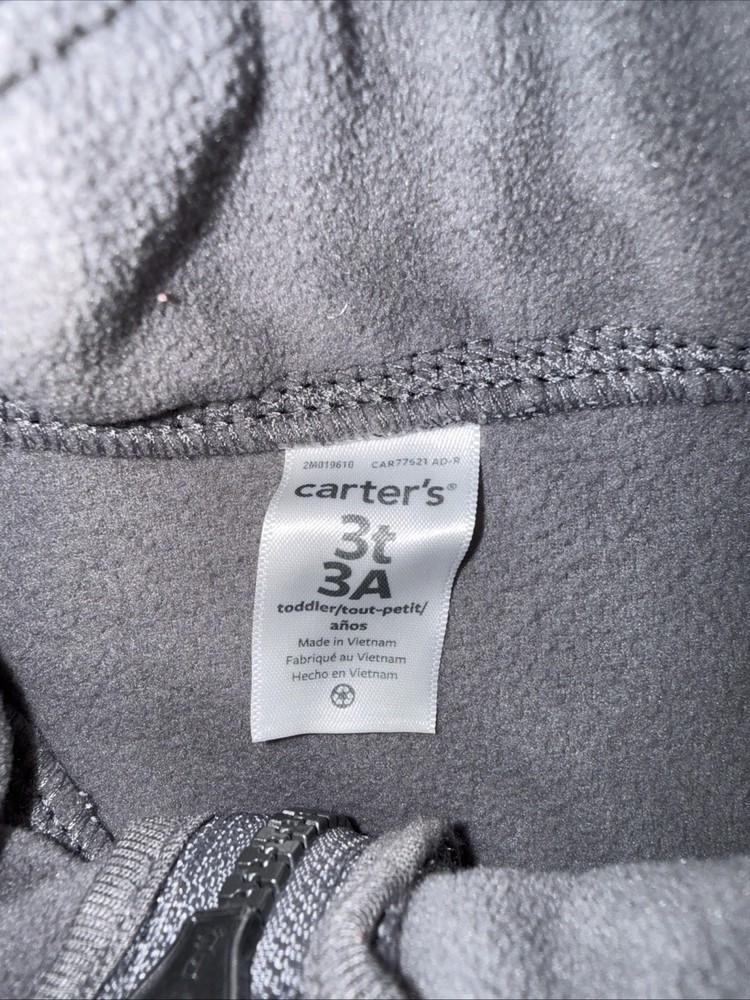 2M019610 CAR77521 AD-R
carter's®
3t
3A
toddler/tout-petit/
años
Made in Vietnam
Fabriqué au Vietnam
Hecho en Vietnam